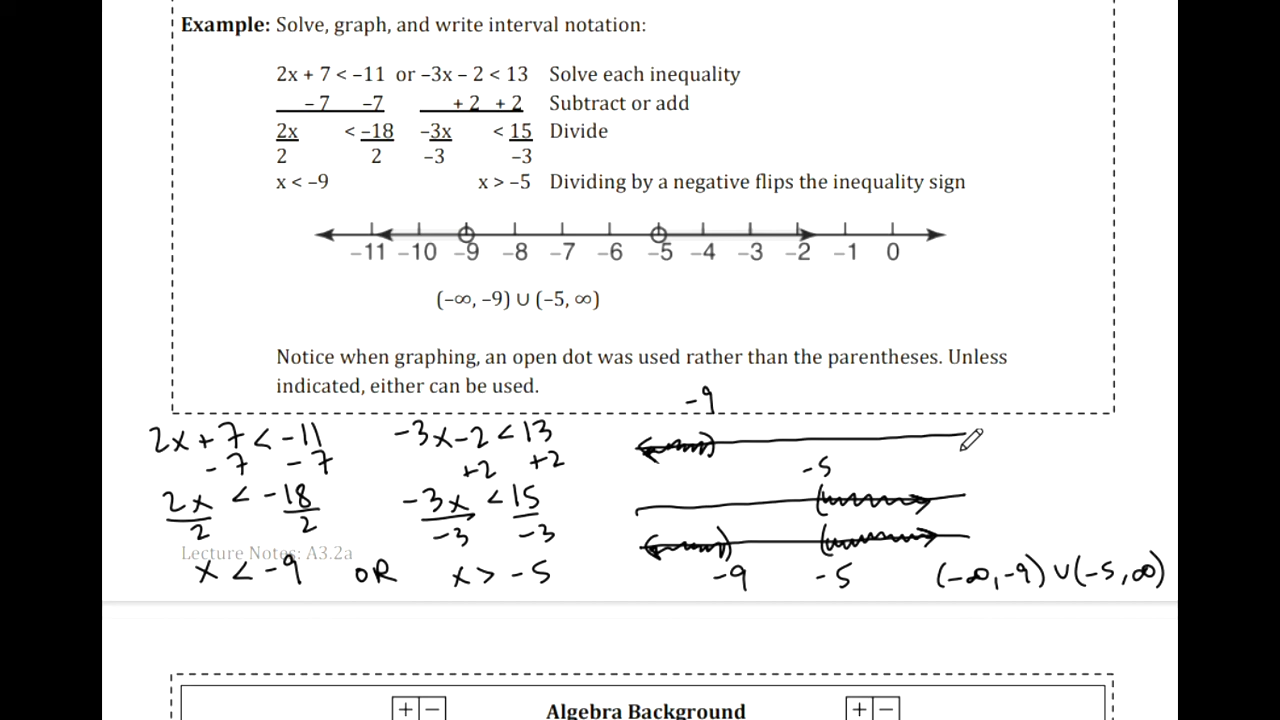 Example: Solve, graph, and write interval notation:
2x + 7 < −11 or −3x − 2 < 13 Solve each inequality
− 7 −7 + 2 + 2 Subtract or add
2x < −18 −3x < 15 Divide
2 2 −3 −3
x < −9 x > −5 Dividing by a negative flips the inequality sign
−11 −10 −9 −8 −7 −6 −5 −4 −3 −2 −1 0
(−∞, −9) ∪ (−5, ∞)
Notice when graphing, an open dot was used rather than the parentheses. Unless
indicated, either can be used.
-9
2x + 7 < -11 -3x - 2 < 13
-7 -7 +2 +2
-5
2x < -18 -3x < 15
2 2 -3 -3
Lecture Notes: A3.2a
x < -9 OR x > -5 -9 -5 (-∞, -9) ∪ (-5, ∞)
+ − Algebra Background + −